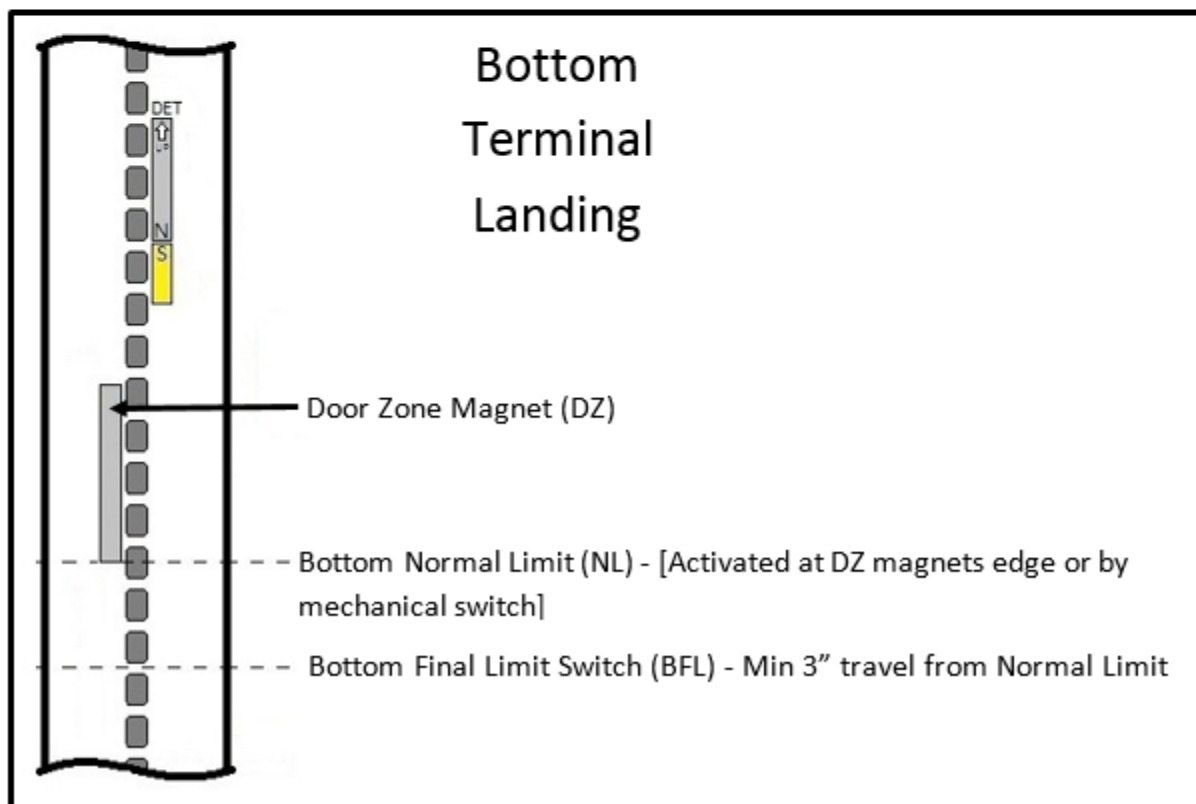 Bottom
Terminal
Landing
DET
N
S
Door Zone Magnet (DZ)
Bottom Normal Limit (NL) - [Activated at DZ magnets edge or by
mechanical switch]
Bottom Final Limit Switch (BFL) - Min 3” travel from Normal Limit